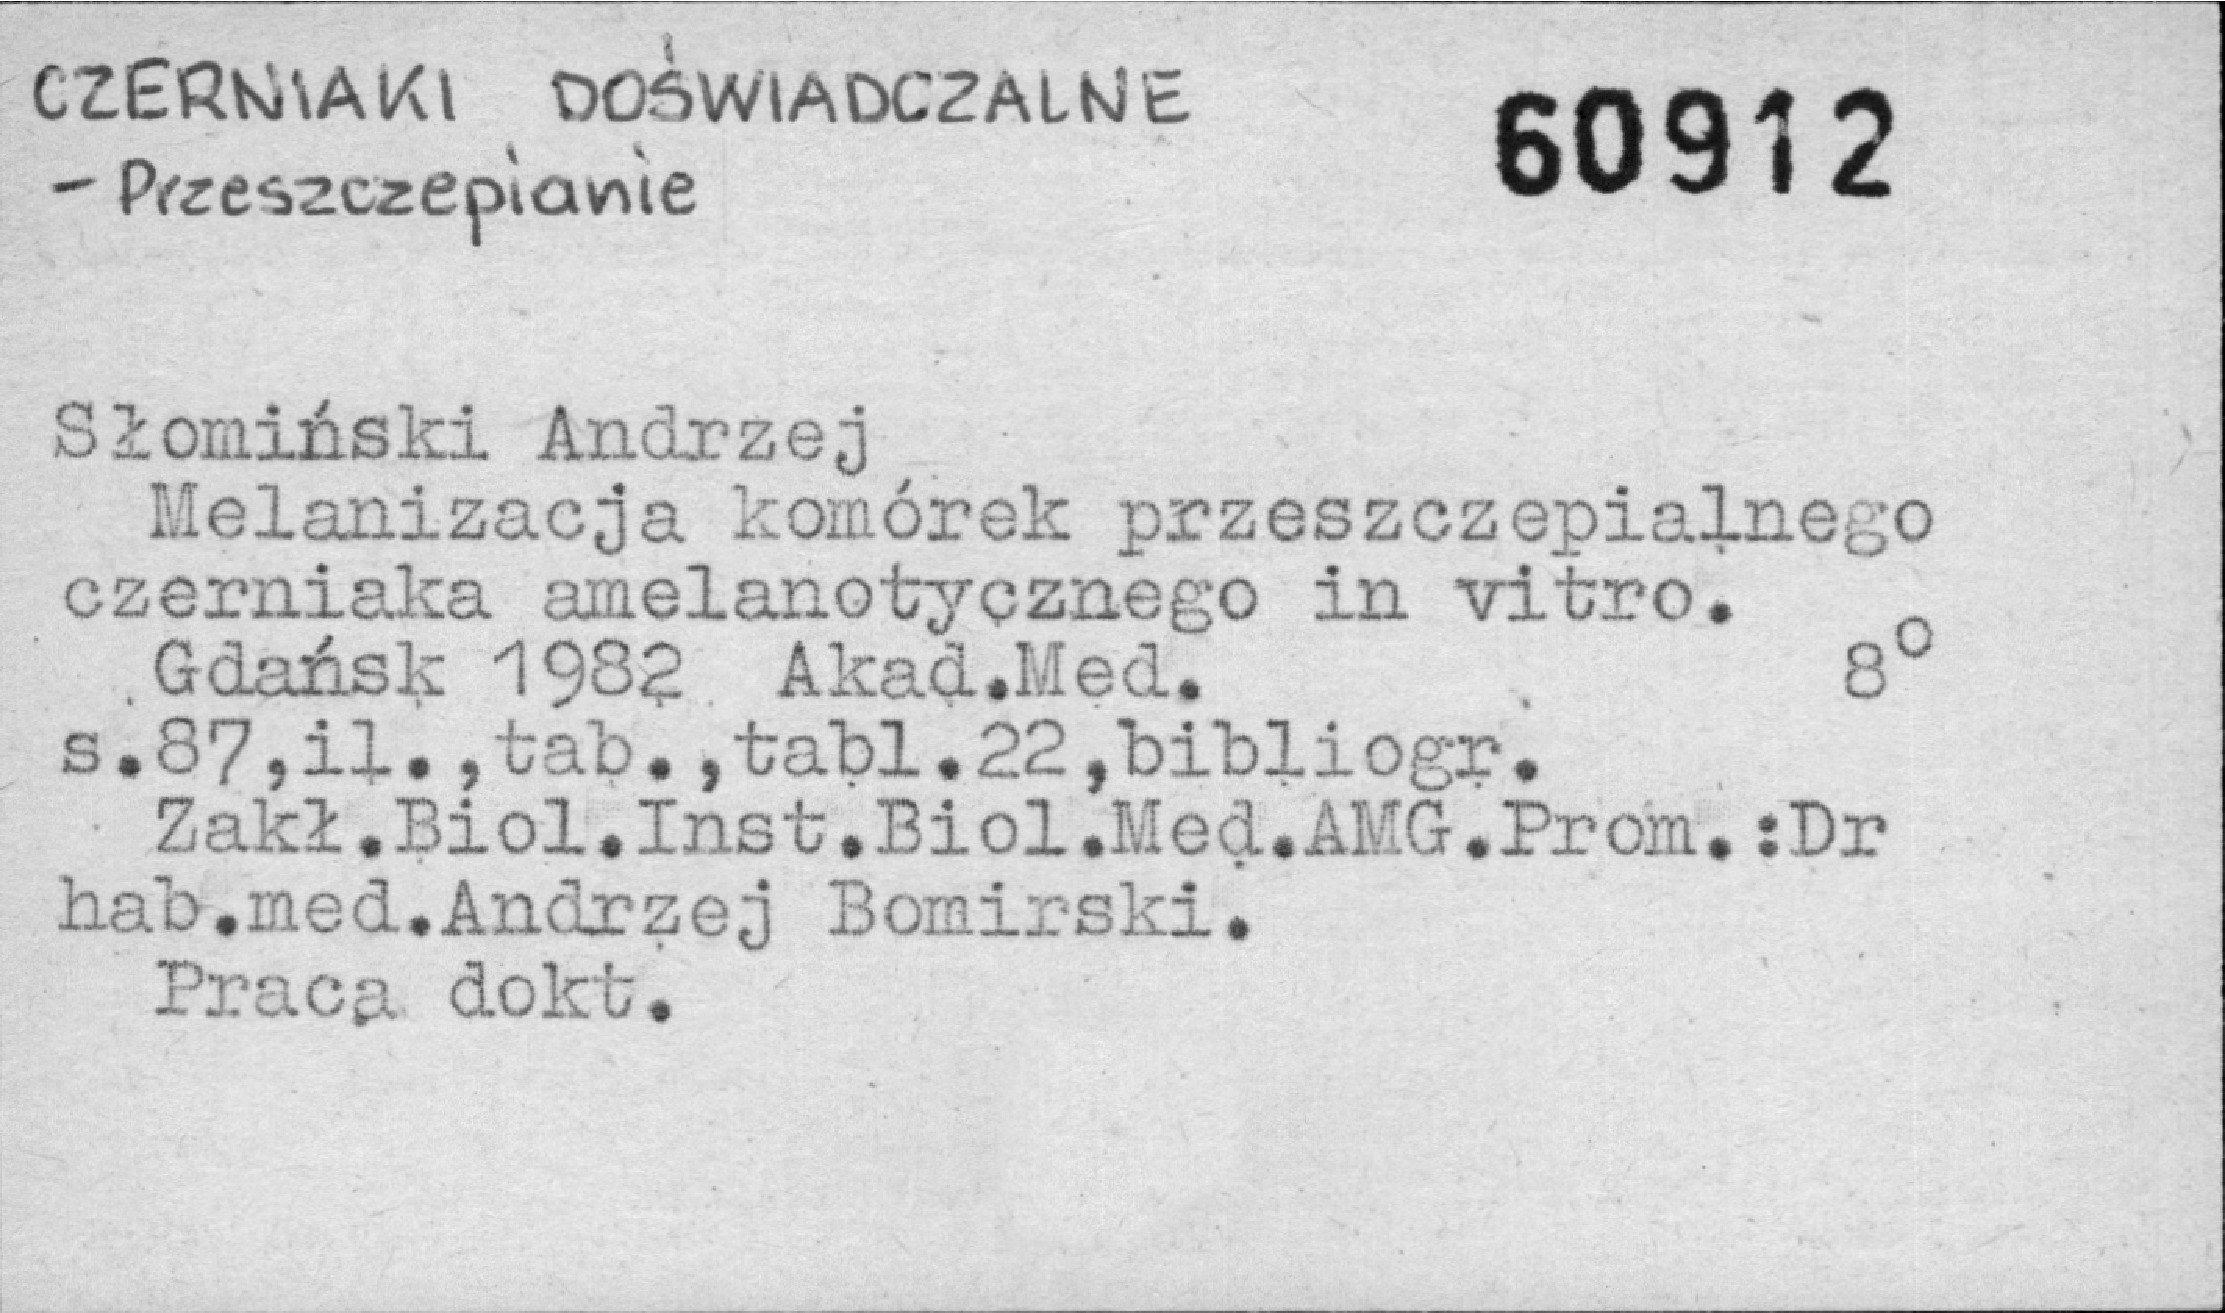 CZERNIAKI DOŚWIADCZALNE
- Przeszczepianie
60912
Słomiński Andrzej
Melanizacja komórek przeszczepialnego
czerniaka amelanotycznego in vitro.
Gdańsk 1982 Akad.Med. 8°
s.87,il.,tab.,tabl.22,bibliogr.
Zakł.Biol.Inst.Biol.Med.AMG.Prom.:Dr
hab.med.Andrzej Bomirski.
Praca dokt.